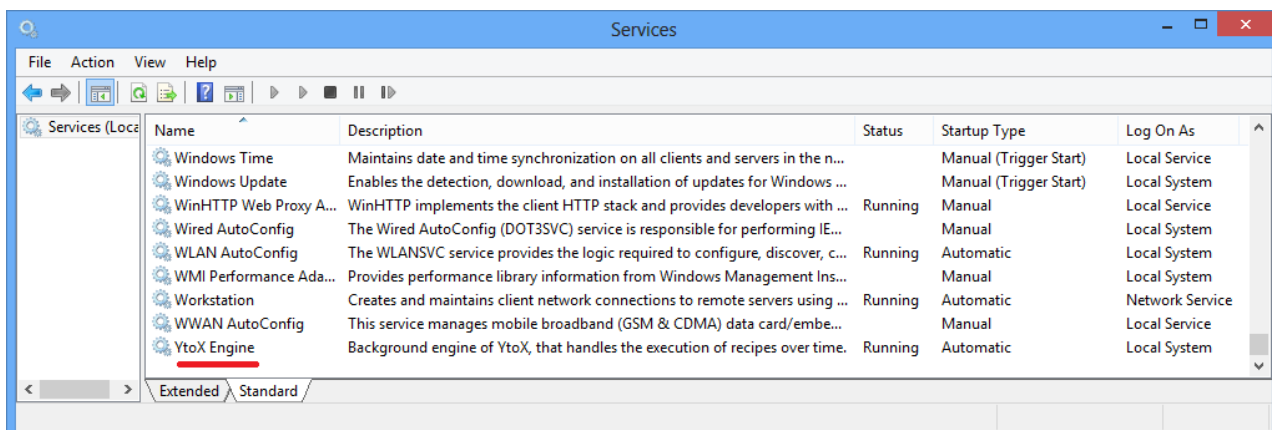 Services
File Action View Help
Services (Loca
Name Description Status Startup Type Log On As
Windows Time Maintains date and time synchronization on all clients and servers in the n... Manual (Trigger Start) Local Service
Windows Update Enables the detection, download, and installation of updates for Windows ... Manual (Trigger Start) Local System
WinHTTP Web Proxy A... WinHTTP implements the client HTTP stack and provides developers with ... Running Manual Local Service
Wired AutoConfig The Wired AutoConfig (DOT3SVC) service is responsible for performing IE... Manual Local System
WLAN AutoConfig The WLANSVC service provides the logic required to configure, discover, c... Running Automatic Local System
WMI Performance Ada... Provides performance library information from Windows Management Ins... Manual Local System
Workstation Creates and maintains client network connections to remote servers using ... Running Automatic Network Service
WWAN AutoConfig This service manages mobile broadband (GSM & CDMA) data card/embe... Manual Local Service
YtoX Engine Background engine of YtoX, that handles the execution of recipes over time. Running Automatic Local System
Extended Standard